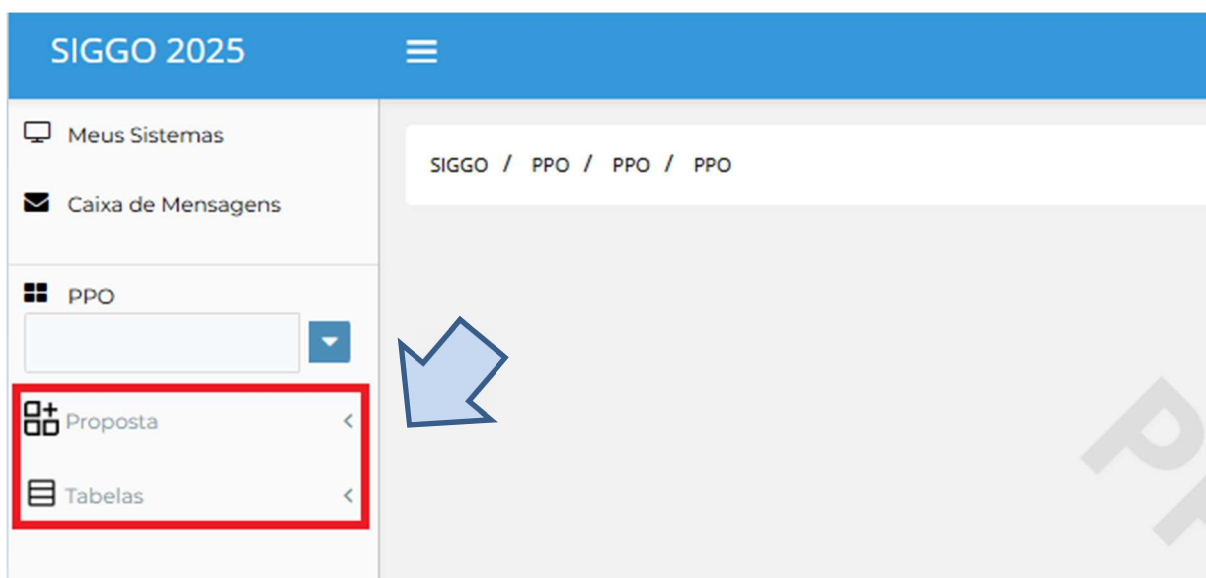 SIGGO 2025
Meus Sistemas
Caixa de Mensagens
PPO
Proposta
Tabelas
SIGGO / PPO / PPO / PPO